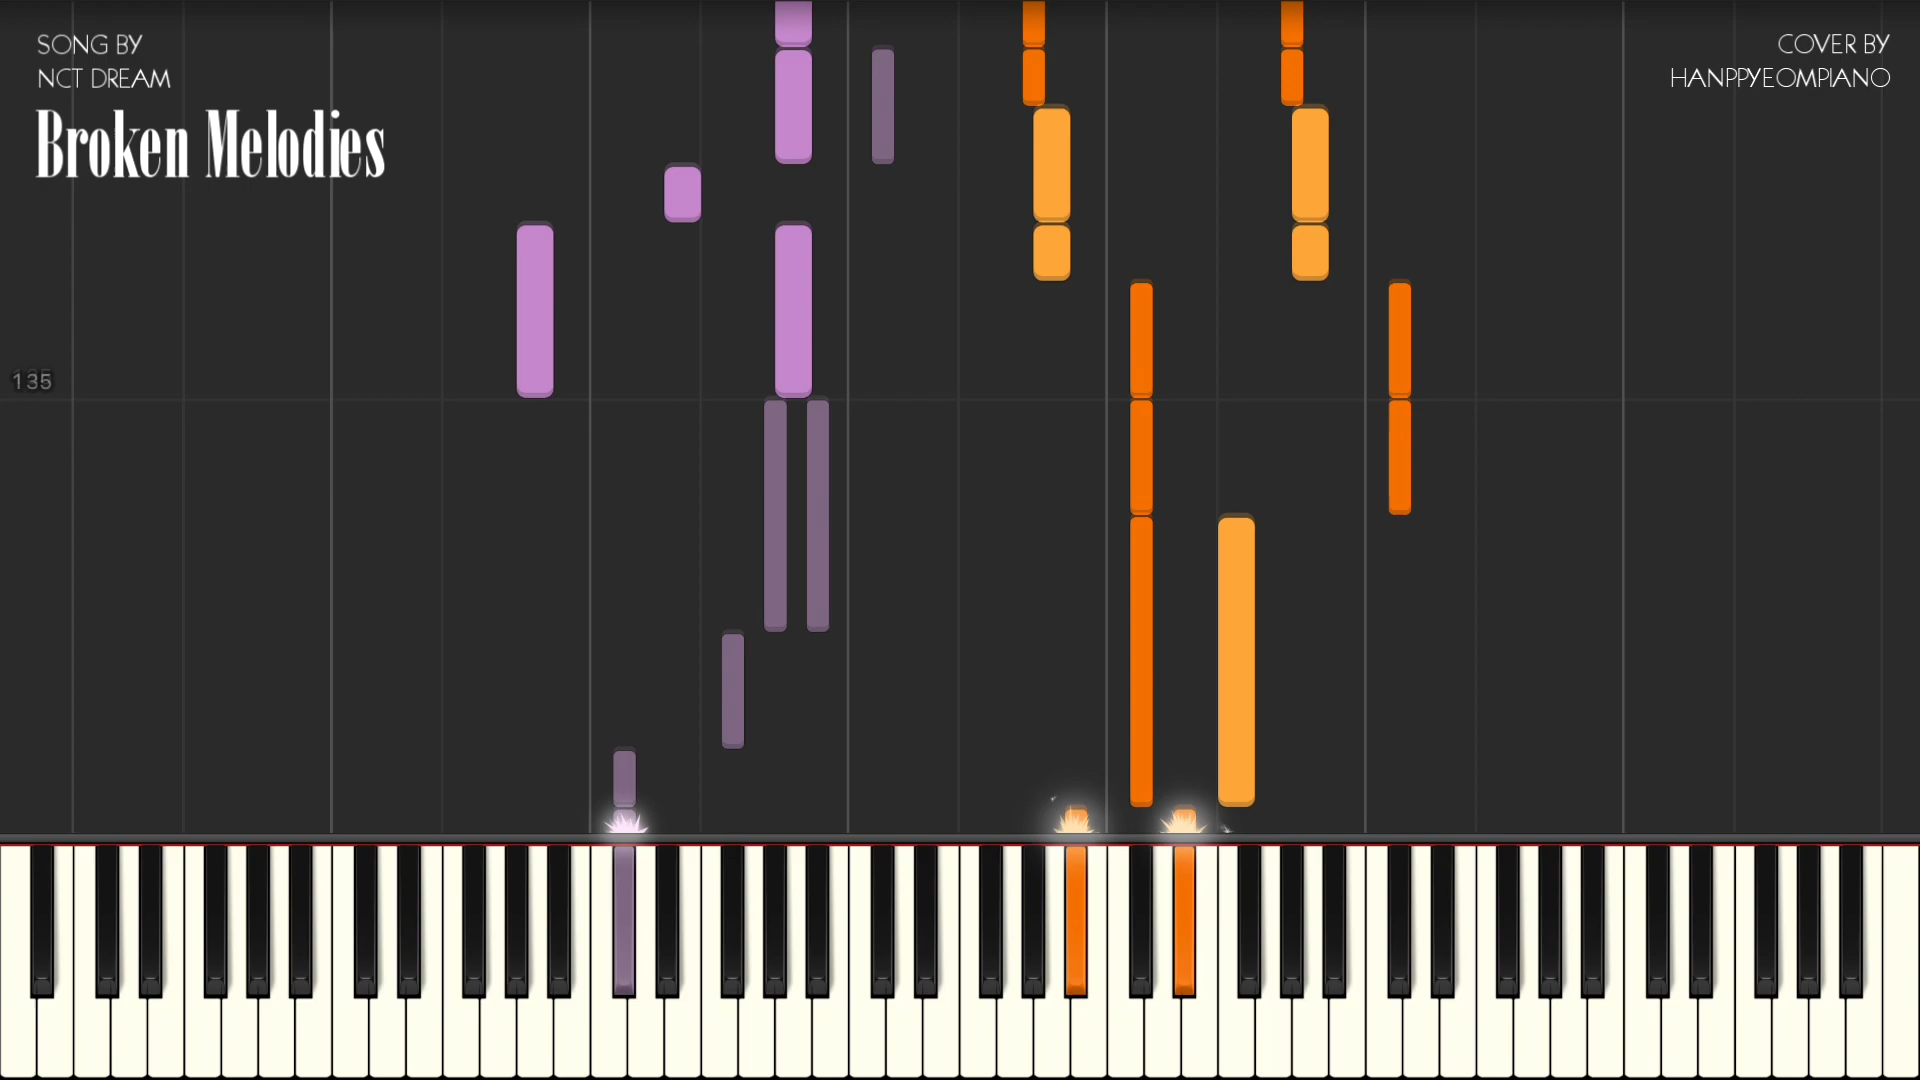 SONG BY
NCT DREAM
Broken Melodies
COVER BY
HANPPYEOMPIANO
135